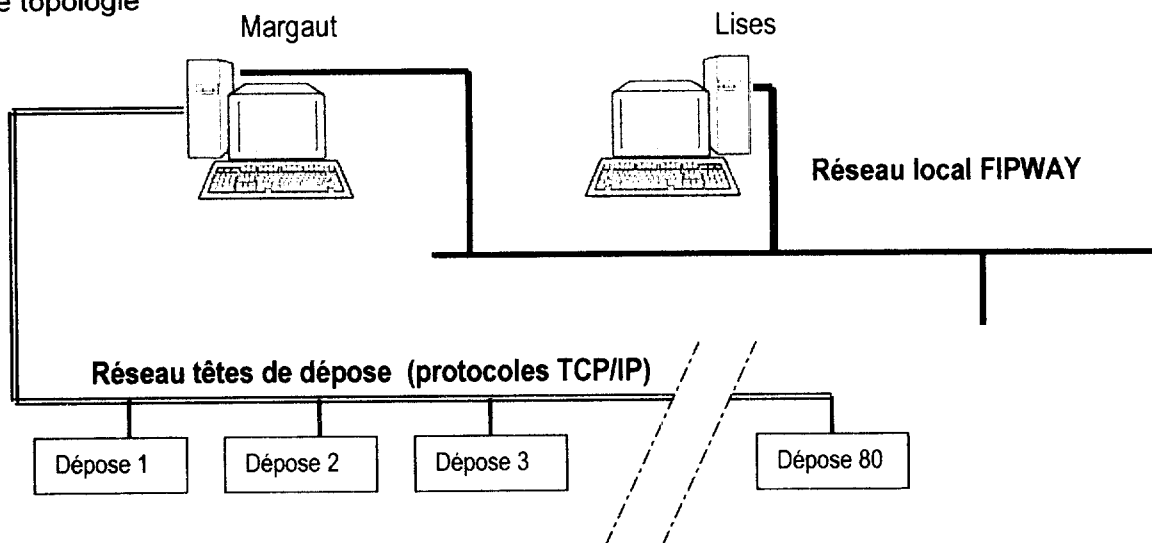 e topologie
Margaut
Lises
Réseau local FIPWAY
Réseau têtes de dépose (protocoles TCP/IP)
Dépose 1
Dépose 2
Dépose 3
Dépose 80